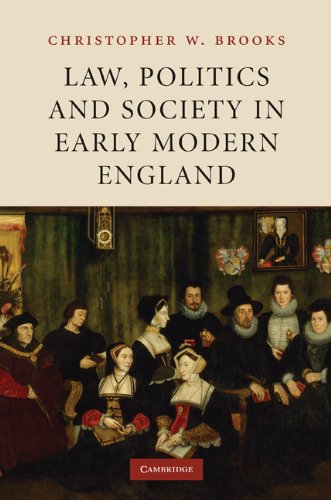 CHRISTOPHER W. BROOKS
LAW, POLITICS
AND SOCIETY IN
EARLY MODERN
ENGLAND
CAMBRIDGE